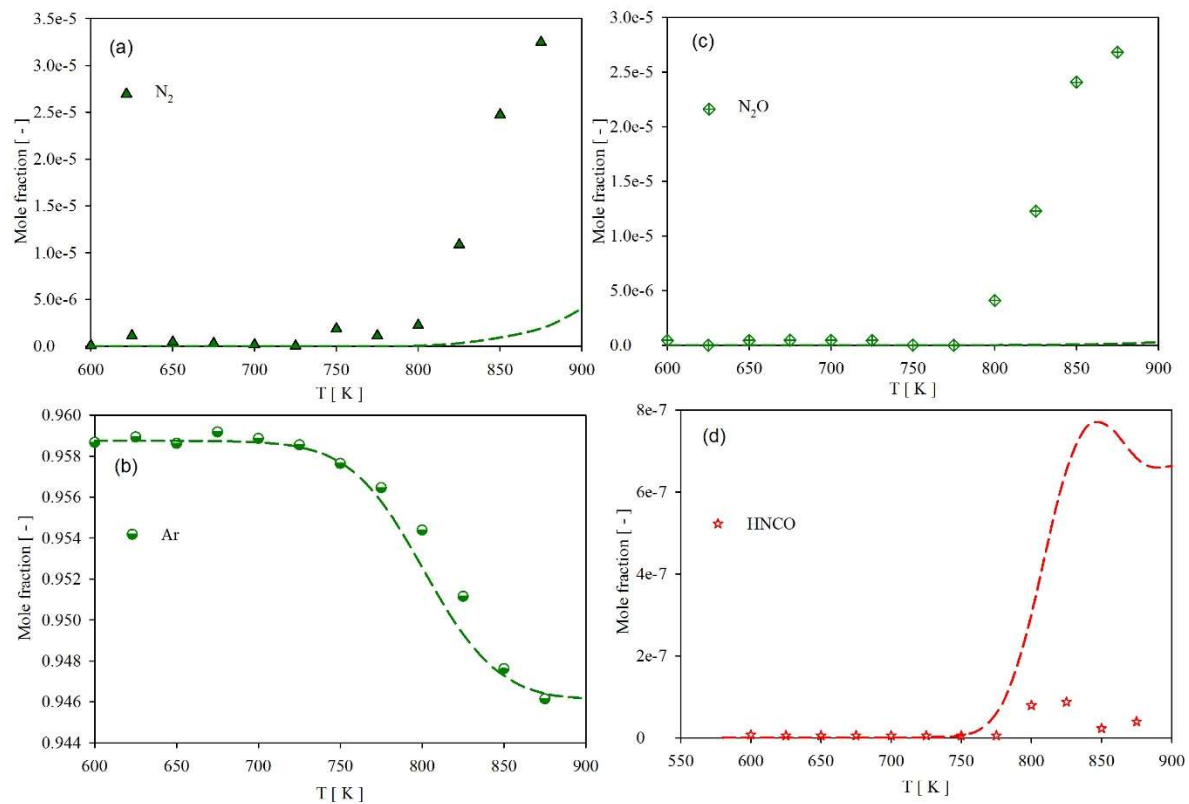 (a)
N2
Mole fraction [ - ]
3.5e-5
3.0e-5
2.5e-5
2.0e-5
1.5e-5
1.0e-5
5.0e-6
0.0
600 650 700 750 800 850 900
T [ K ]
(c)
N2O
Mole fraction [ - ]
3.0e-5
2.5e-5
2.0e-5
1.5e-5
1.0e-5
5.0e-6
0.0
600 650 700 750 800 850 900
T [ K ]
(b)
Ar
Mole fraction [ - ]
0.960
0.958
0.956
0.954
0.952
0.950
0.948
0.946
0.944
600 650 700 750 800 850 900
T [ K ]
(d)
HNCO
Mole fraction [ - ]
8e-7
6e-7
4e-7
2e-7
0
550 600 650 700 750 800 850 900
T [ K ]